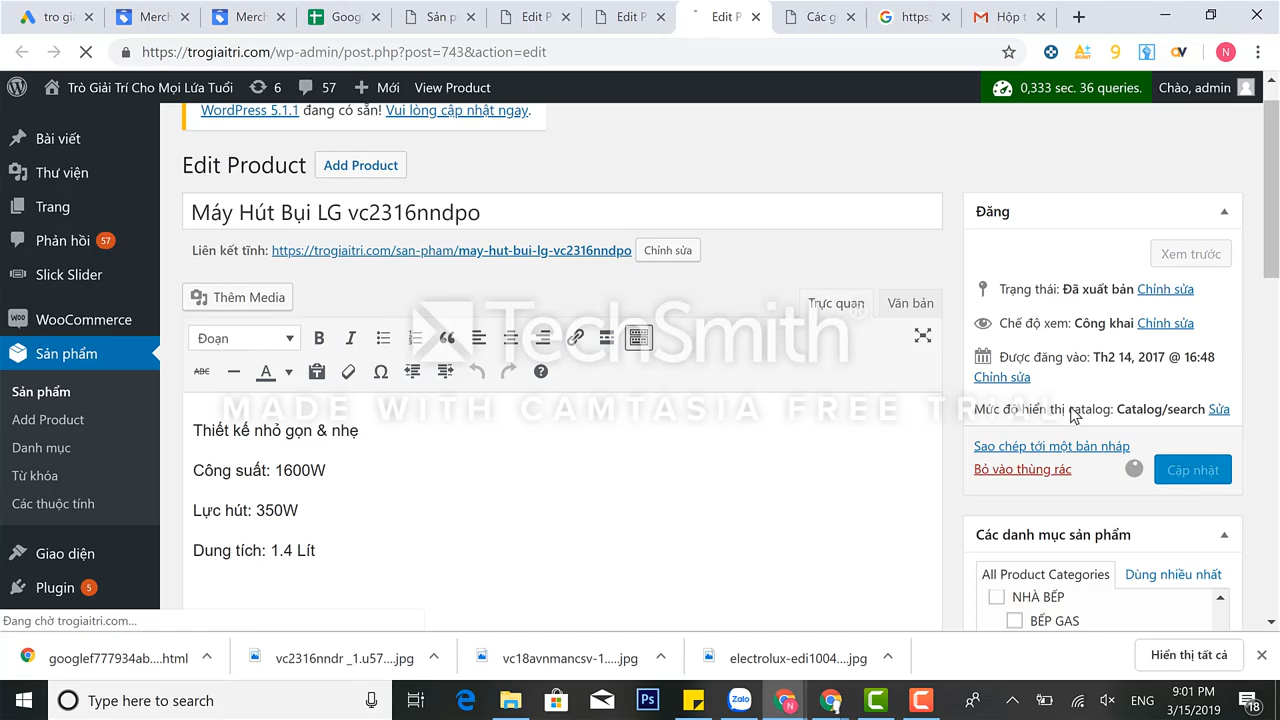 tro giai
Merch
Merch
Goog
Sản p
Edit P
Edit P
Edit P
Các g
https:
Hộp t
https://trogiaitri.com/wp-admin/post.php?post=743&action=edit
N
Trò Giải Trí Cho Mọi Lứa Tuổi
6
57
Mới
View Product
0,333 sec. 36 queries.
Chào, admin
Bài viết
Thư viện
Trang
Phản hồi 57
Slick Slider
WooCommerce
Sản phẩm
Sản phẩm
Add Product
Danh mục
Từ khóa
Các thuộc tính
Giao diện
Plugin 5
WordPress 5.1.1 đang có sẵn! Vui lòng cập nhật ngay.
Edit Product
Add Product
Máy Hút Bụi LG vc2316nndpo
Liên kết tĩnh: https://trogiaitri.com/san-pham/may-hut-bui-lg-vc2316nndpo
Chỉnh sửa
Thêm Media
Trực quan
Văn bản
Đoạn
B I
ABC
A
TechSmith
MADE WITH CAMTASIA FREE TRIAL
Thiết kế nhỏ gọn & nhẹ
Công suất: 1600W
Lực hút: 350W
Dung tích: 1.4 Lít
Đăng
Xem trước
Trạng thái: Đã xuất bản Chỉnh sửa
Chế độ xem: Công khai Chỉnh sửa
Được đăng vào: Th2 14, 2017 @ 16:48
Chỉnh sửa
Mức độ hiển thị catalog: Catalog/search Sửa
Sao chép tới một bản nháp
Bỏ vào thùng rác
Cập nhật
Các danh mục sản phẩm
All Product Categories
Dùng nhiều nhất
NHÀ BẾP
BẾP GAS
Đang chờ trogiaitri.com...
googlef777934ab....html
vc2316nndr _1.u57....jpg
vc18avnmancsv-1.....jpg
electrolux-edi1004....jpg
Hiển thị tất cả
Type here to search
ENG
9:01 PM
3/15/2019
18